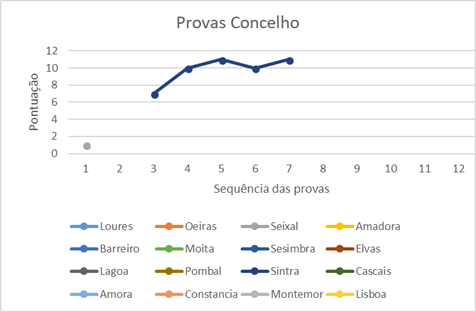 Provas Concelho
12
10
8
6
4
2
0
Pontuação
1 2 3 4 5 6 7 8 9 10 11 12
Sequência das provas
Loures Oeiras Seixal Amadora
Barreiro Moita Sesimbra Elvas
Lagoa Pombal Sintra Cascais
Amora Constancia Montemor Lisboa